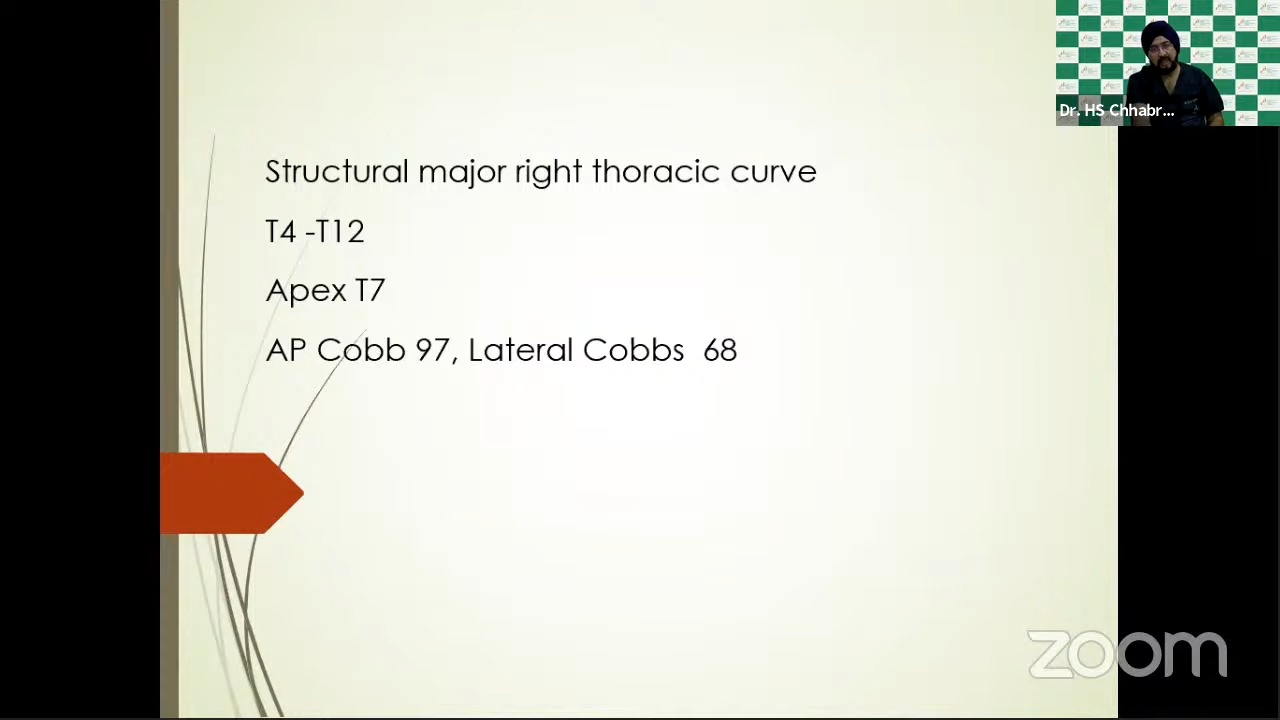 Structural major right thoracic curve
T4 -T12
Apex T7
AP Cobb 97, Lateral Cobbs  68
Dr. HS Chhabr...
zoom